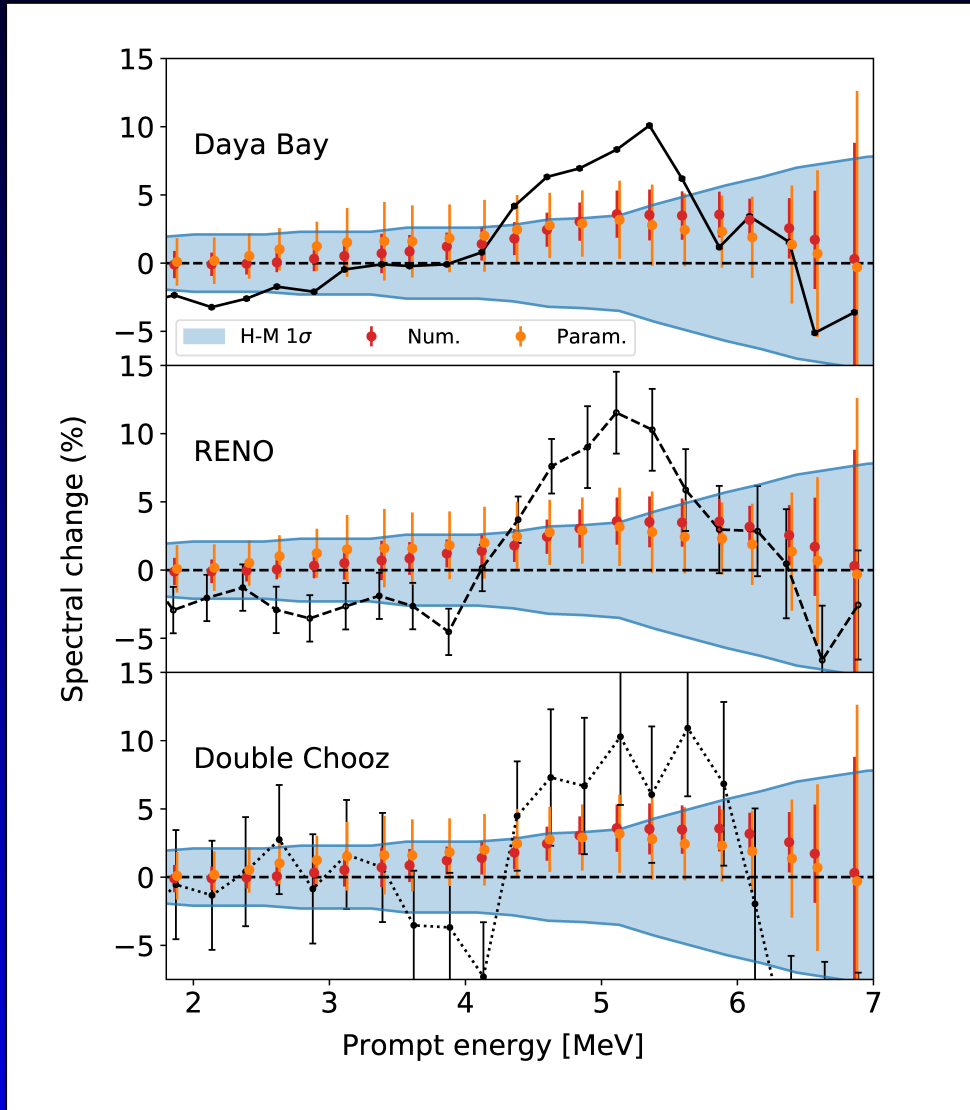 15
10
Daya Bay
5
0
−5
H-M 1σ Num. Param.
15
10
RENO
5
0
−5
Spectral change (%)
15
10
Double Chooz
5
0
−5
2 3 4 5 6 7
Prompt energy [MeV]